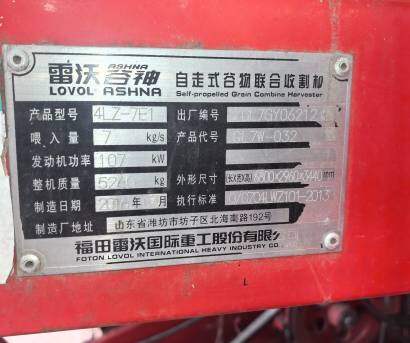 雷沃 ASHNA 谷神
LOVOL ASHNA
自走式谷物联合收割机
Self-propelled Grain Combine Harvester
产品型号 4LZ-7E1 出厂编号
喂入量 7 kg/s 产品代号 GL7W-032
发动机功率 107 kW
整机质量 kg 外形尺寸 (长X宽X高) mm
制造日期 年 月 执行标准
制造厂地址 山东省潍坊市坊子区北海南路192号
福田雷沃国际重工股份有限
FOTON LOVOL INTERNATIONAL HEAVY INDUSTRY CO.